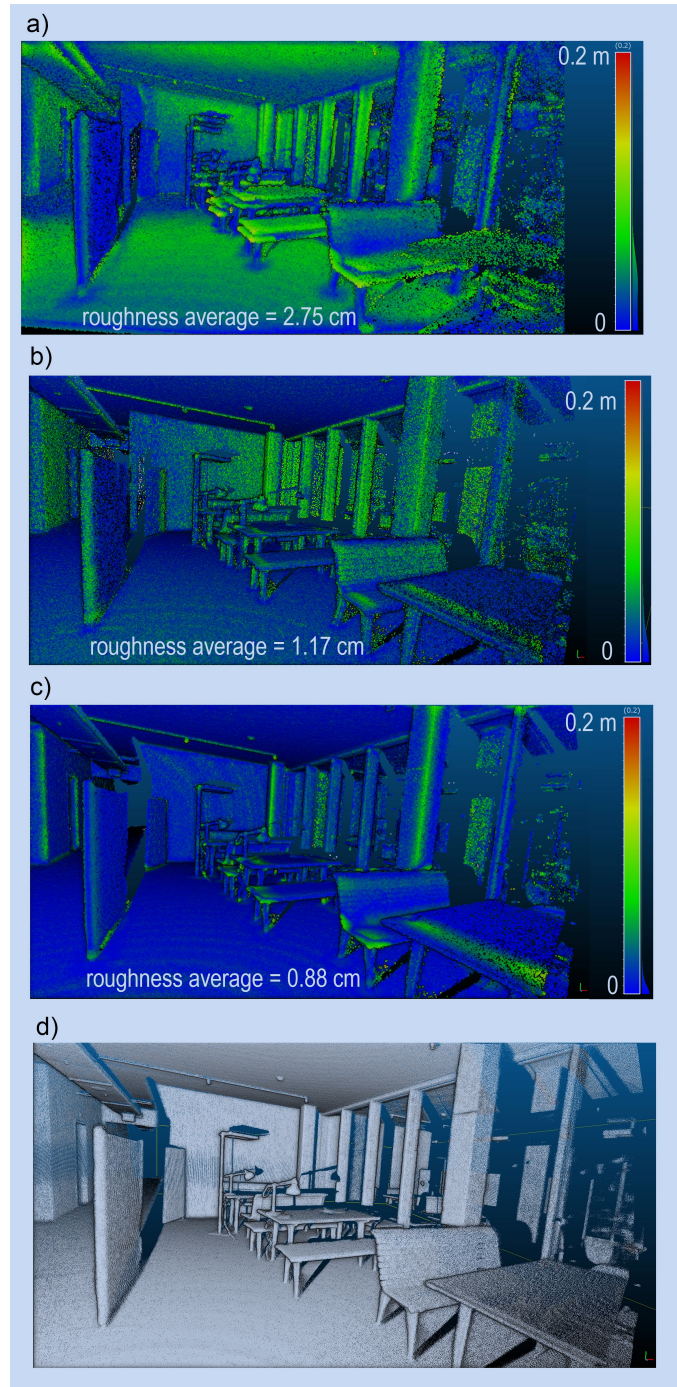 a)
0.2 m
(0.2)
roughness average = 2.75 cm
0
b)
0.2 m
roughness average = 1.17 cm
0
c)
0.2 m
(0.2)
roughness average = 0.88 cm
0
d)